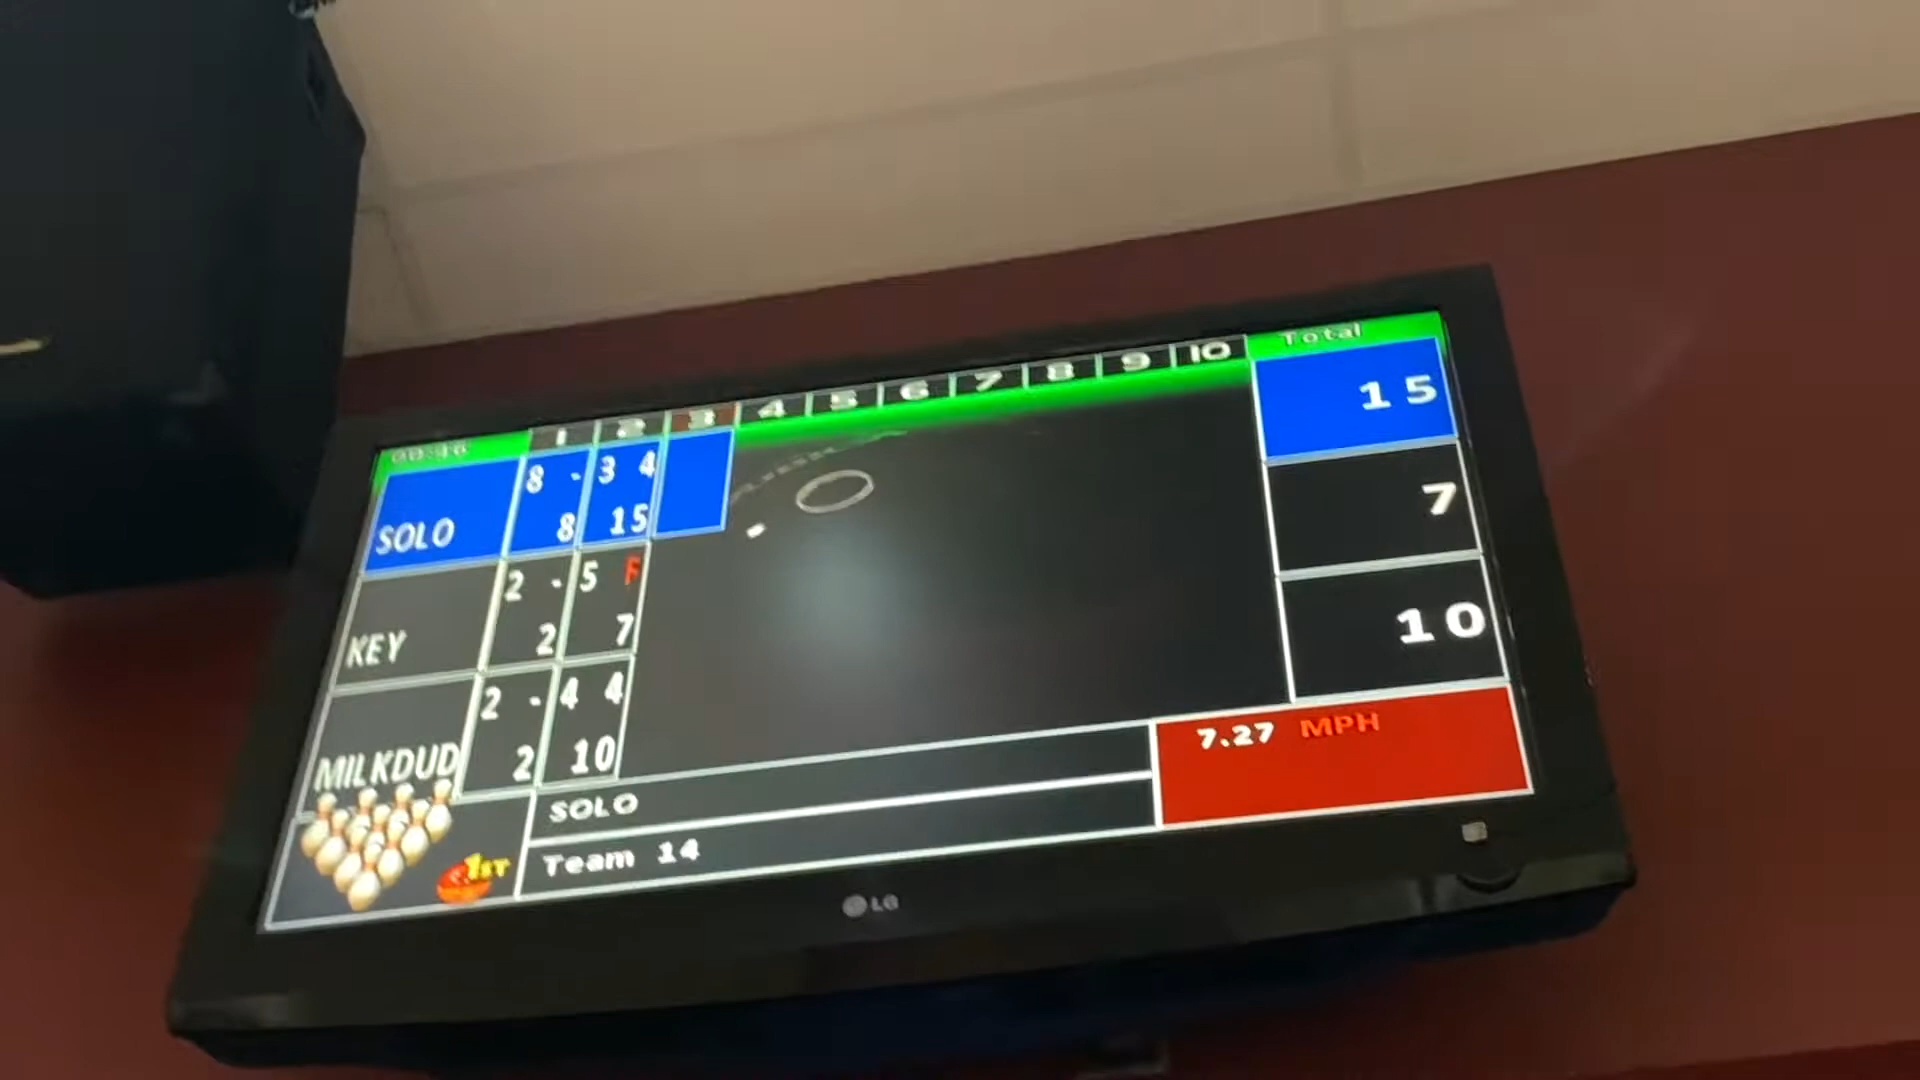 1 2 3 4 5 6 7 8 9 10 Total
SOLO 8 - 3 4 15
8 15
KEY 2 - 5 F 7
2 7
MILKDUD 2 - 4 4 10
2 10
7.27 MPH
SOLO
1ST
Team 14
LG